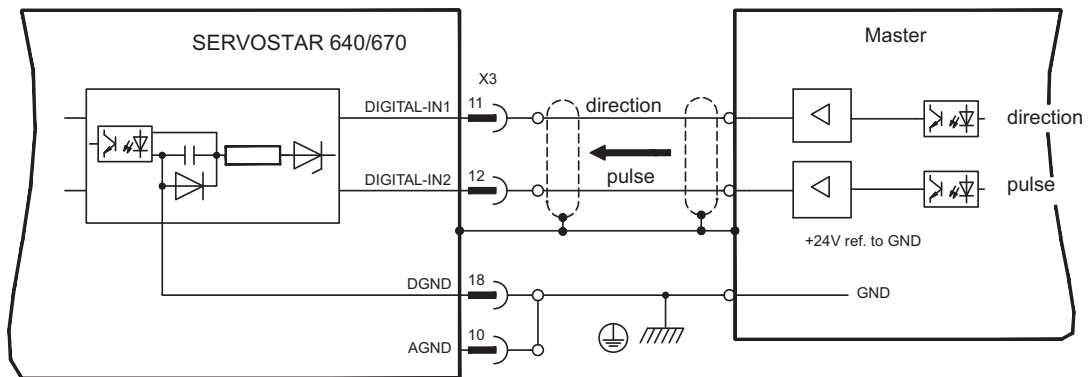 SERVOSTAR 640/670
Master
X3
DIGITAL-IN1
11
direction
direction
pulse
DIGITAL-IN2
12
pulse
+24V ref. to GND
DGND
18
GND
AGND
10